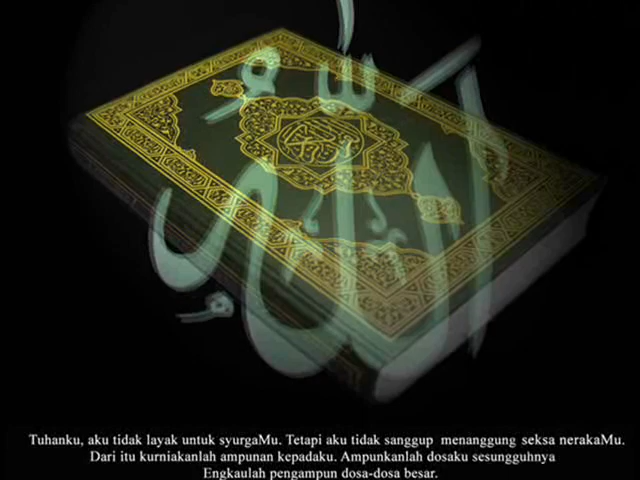 Tuhanku, aku tidak layak untuk syurgaMu. Tetapi aku tidak sanggup menanggung seksa nerakaMu.
Dari itu kurniakanlah ampunan kepadaku. Ampunkanlah dosaku sesungguhnya
Engkaulah pengampun dosa-dosa besar.